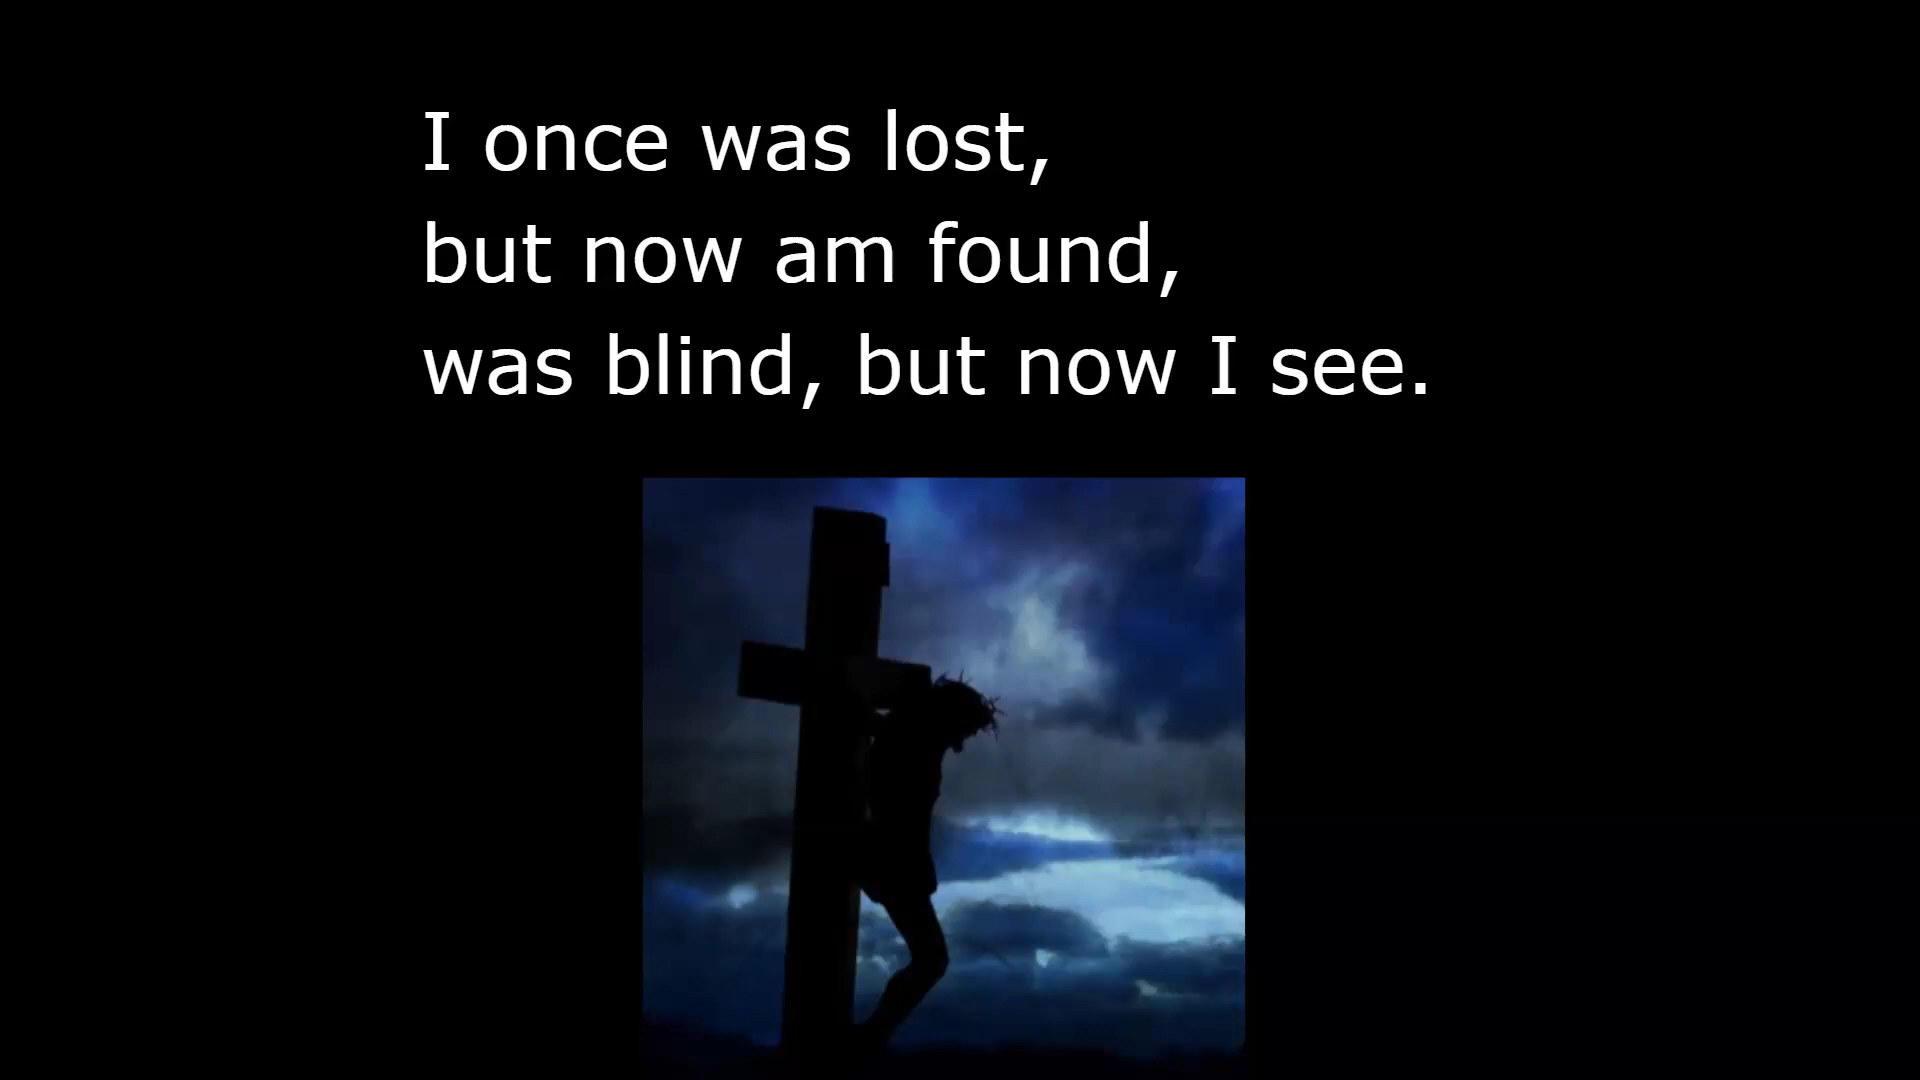 I once was lost,
but now am found,
was blind, but now I see.